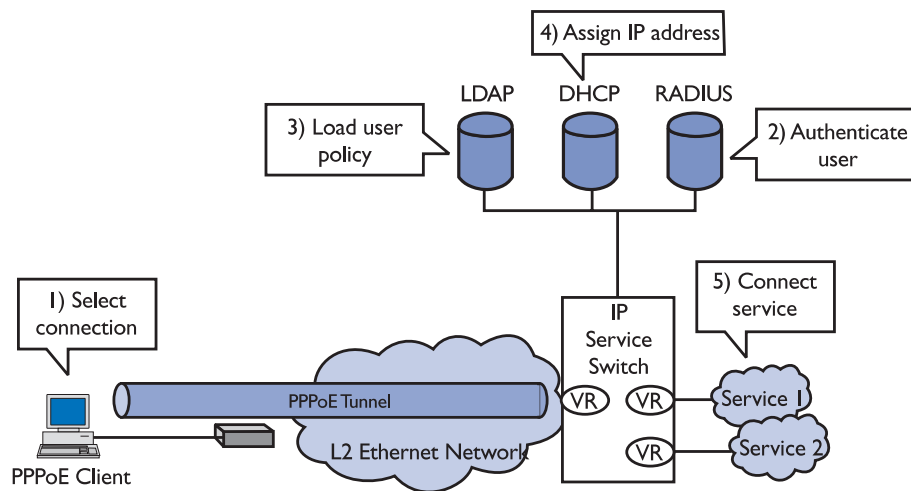 4) Assign IP address
LDAP
DHCP
RADIUS
3) Load user
policy
2) Authenticate
user
1) Select
connection
5) Connect
service
IP
Service
Switch
PPPoE Tunnel
VR
VR
Service 1
L2 Ethernet Network
VR
Service 2
PPPoE Client